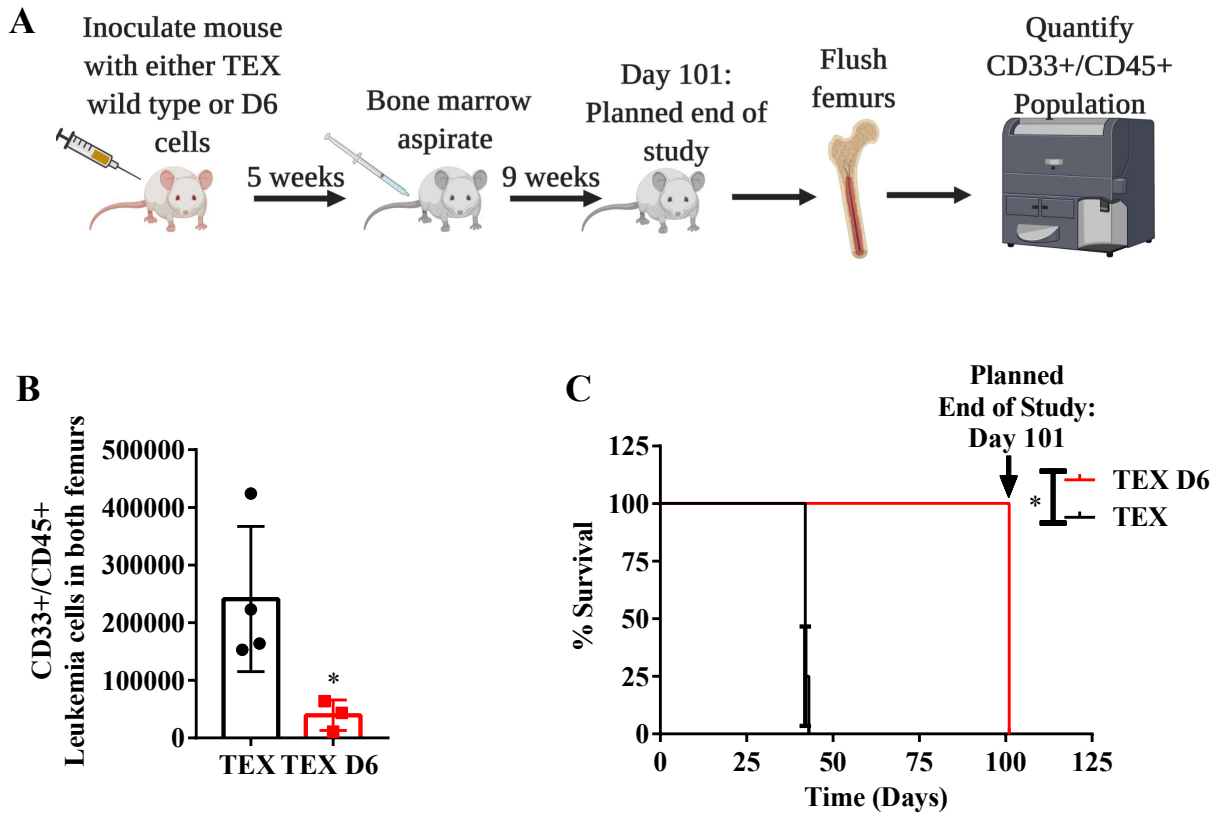 A
Inoculate mouse
with either TEX
wild type or D6
cells
5 weeks
Bone marrow
aspirate
9 weeks
Day 101:
Planned end of
study
Flush
femurs
Quantify
CD33+/CD45+
Population
B
CD33+/CD45+
Leukemia cells in both femurs
500000
400000
300000
200000
100000
0
*
TEX TEX D6
C
Planned
End of Study:
Day 101
% Survival
125
100
75
50
25
0
0 25 50 75 100 125
Time (Days)
*
TEX D6
TEX